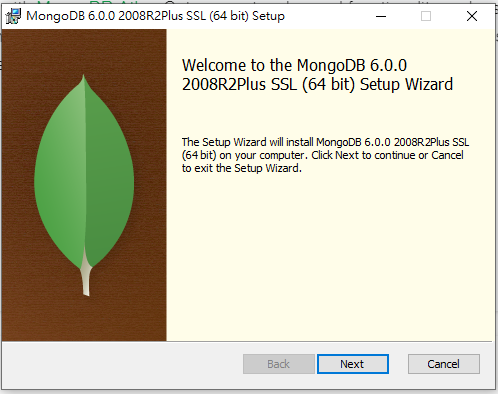 MongoDB 6.0.0 2008R2Plus SSL (64 bit) Setup
Welcome to the MongoDB 6.0.0
2008R2Plus SSL (64 bit) Setup Wizard
The Setup Wizard will install MongoDB 6.0.0 2008R2Plus SSL
(64 bit) on your computer. Click Next to continue or Cancel
to exit the Setup Wizard.
Back
Next
Cancel